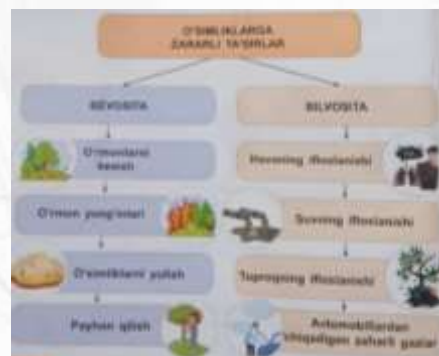 O'SIMLIKLARGA
ZARARLI TA'SIRLAR
BEVOSITA
O'rmonlarni
kesish
O'rmon yong'inlari
O'simliklarni yulish
Payhon qilish
BILVOSITA
Havoning ifloslanishi
Suvning ifloslanishi
Tuproqning ifloslanishi
Avtomobillardan
chiqadigan zaharli gazlar